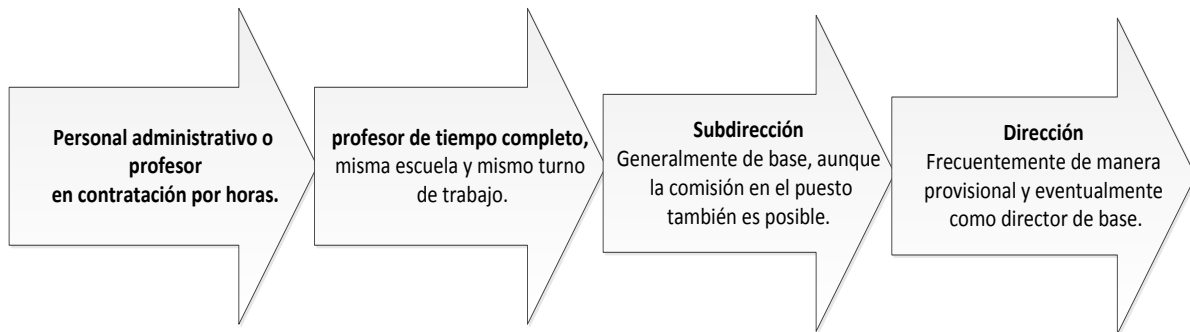 Personal administrativo o
profesor
en contratación por horas.
profesor de tiempo completo,
misma escuela y mismo turno
de trabajo.
Subdirección
Generalmente de base, aunque
la comisión en el puesto
también es posible.
Dirección
Frecuentemente de manera
provisional y eventualmente
como director de base.